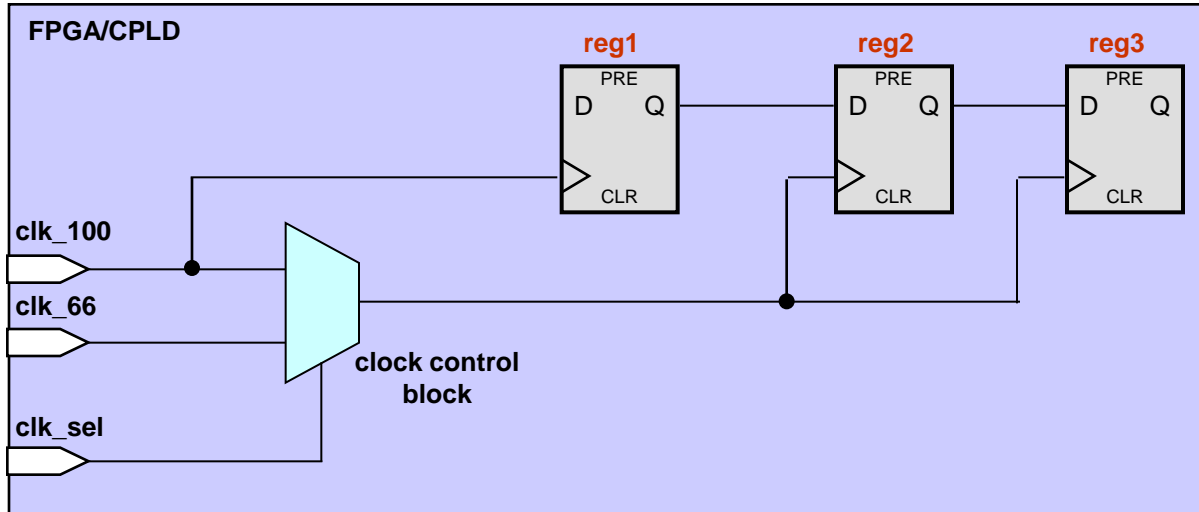 FPGA/CPLD
reg1
reg2
reg3
PRE
D Q
CLR
PRE
D Q
CLR
PRE
D Q
CLR
clk_100
clk_66
clock control
block
clk_sel